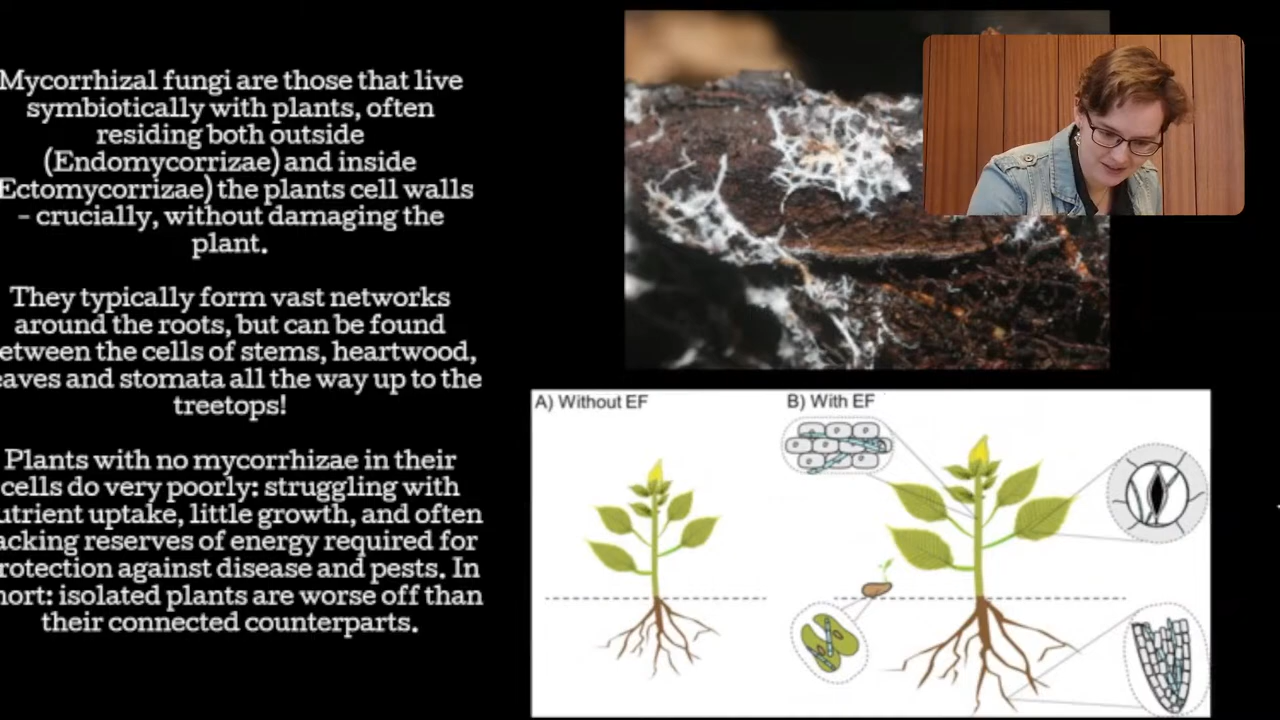 Mycorrhizal fungi are those that live
symbiotically with plants, often
residing both outside
(Endomycorrizae) and inside
Ectomycorrizae) the plants cell walls
- crucially, without damaging the
plant.
They typically form vast networks
around the roots, but can be found
etween the cells of stems, heartwood,
eaves and stomata all the way up to the
treetops!
Plants with no mycorrhizae in their
cells do very poorly: struggling with
utrient uptake, little growth, and often
acking reserves of energy required for
rotection against disease and pests. In
hort: isolated plants are worse off than
their connected counterparts.
A) Without EF
B) With EF